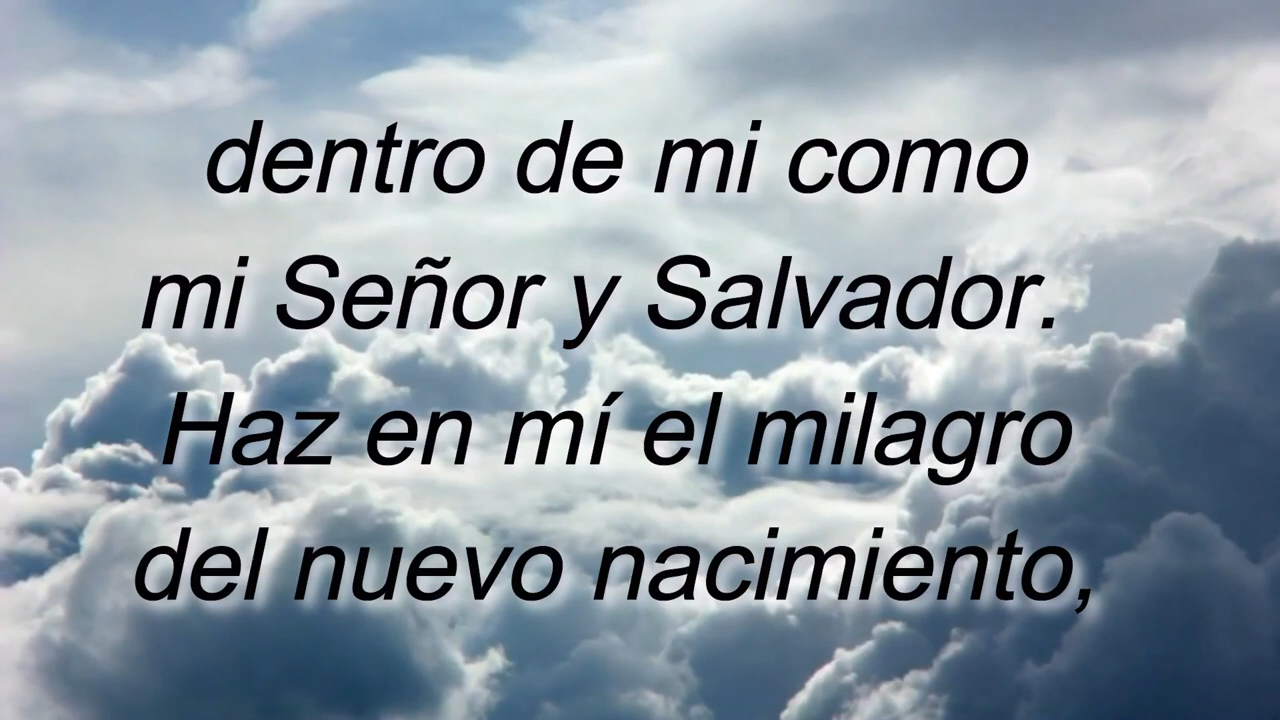 dentro de mi como
mi Señor y Salvador.
Haz en mí el milagro
del nuevo nacimiento,